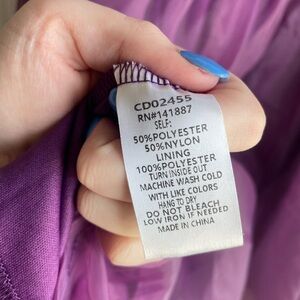 CD02455
RN#141887
SELF:
50%POLYESTER
50%NYLON
LINING
100%POLYESTER
TURN INSIDE OUT
MACHINE WASH COLD
WITH LIKE COLORS
HANG TO DRY
DO NOT BLEACH
LOW IRON IF NEEDED
MADE IN CHINA